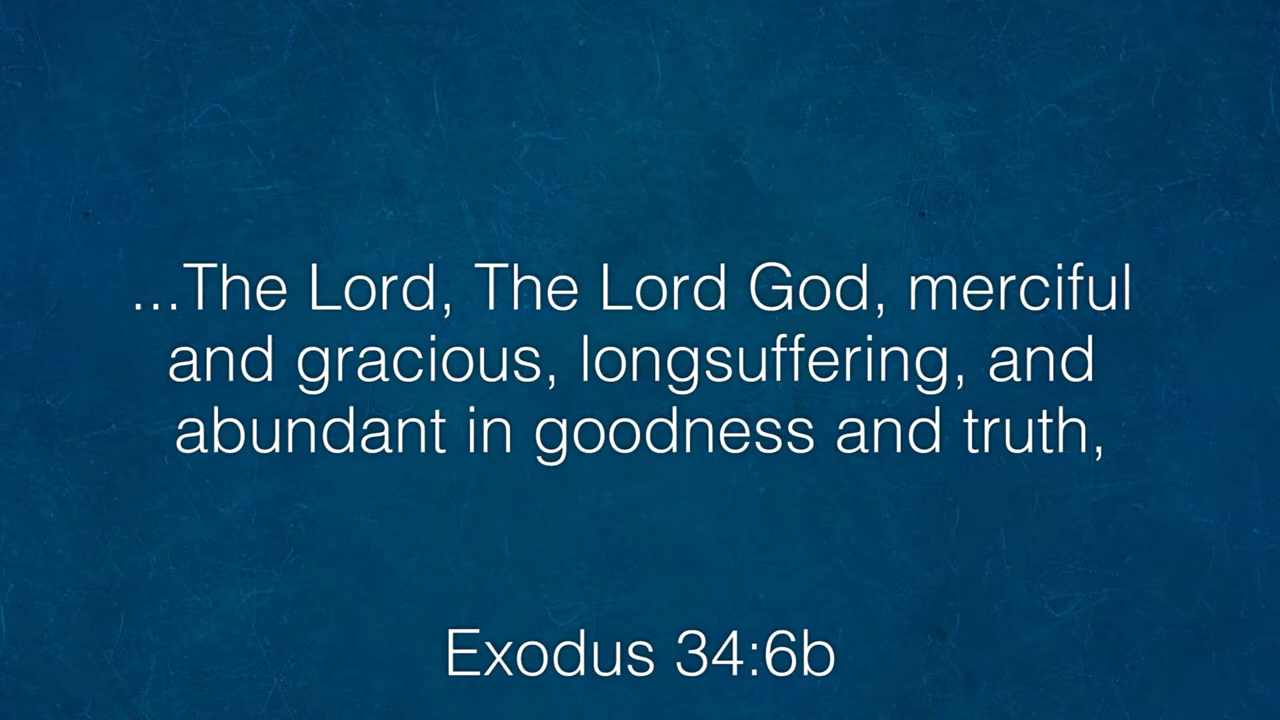 ...The Lord, The Lord God, merciful
and gracious, longsuffering, and
abundant in goodness and truth,
Exodus 34:6b